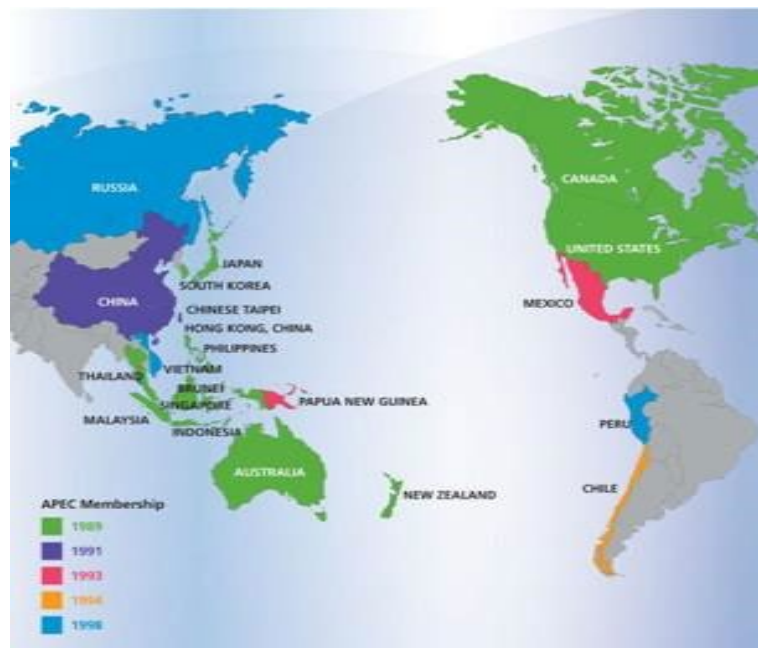 RUSSIA
CANADA
UNITED STATES
JAPAN
SOUTH KOREA
CHINA
MEXICO
CHINESE TAIPEI
HONG KONG, CHINA
PHILIPPINES
VIETNAM
THAILAND
BRUNEI
SINGAPORE
PAPUA NEW GUINEA
MALAYSIA
INDONESIA
PERU
AUSTRALIA
CHILE
NEW ZEALAND
APEC Membership
1989
1991
1993
1994
1998